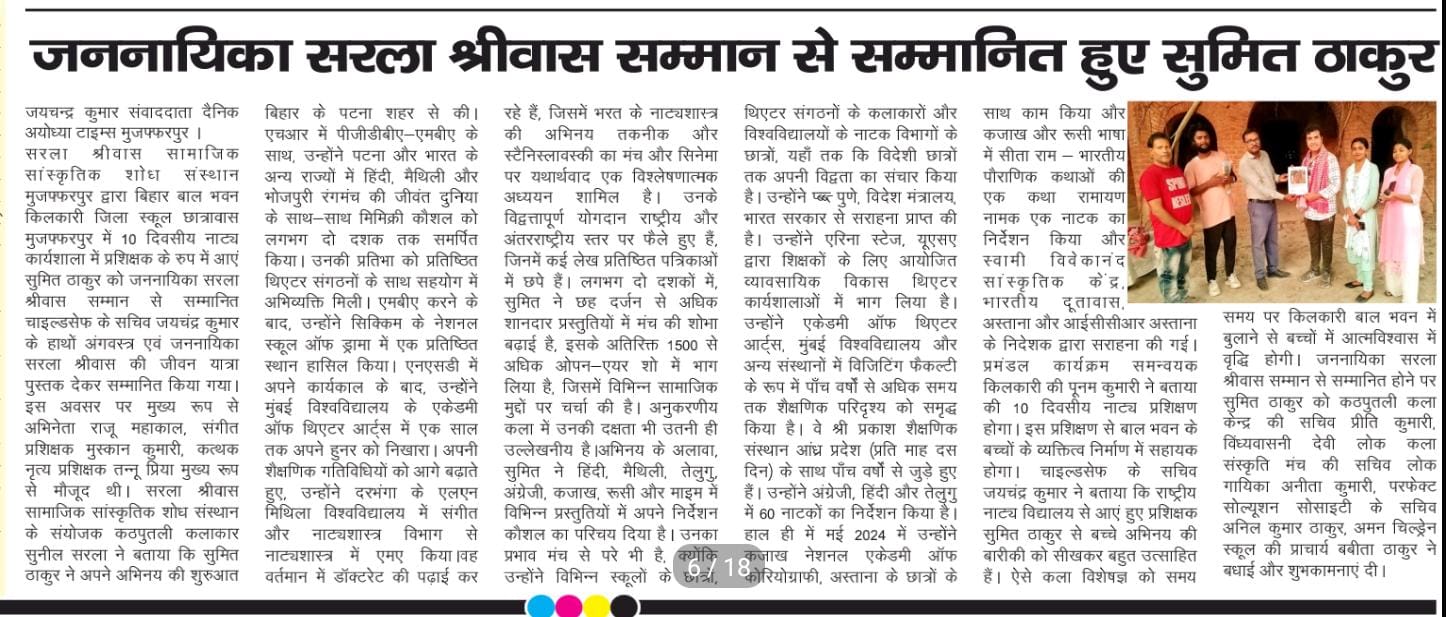 जननायिका सरला श्रीवास सम्मान से सम्मानित हुए सुमित ठाकुर
जयचन्द्र कुमार संवाददाता दैनिक
अयोध्या टाइम्स मुजफ्फरपुर ।
सरला श्रीवास सामाजिक
सांस्कृतिक शोध संस्थान
मुजफ्फरपुर द्वारा बिहार बाल भवन
किलकारी जिला स्कूल छात्रावास
मुजफ्फरपुर में 10 दिवसीय नाट्य
कार्यशाला में प्रशिक्षक के रुप में आएं
सुमित ठाकुर को जननायिका सरला
श्रीवास सम्मान से सम्मानित
चाइल्डसेफ के सचिव जयचंद्र कुमार
के हाथों अंगवस्त्र एवं जननायिका
सरला श्रीवास की जीवन यात्रा
पुस्तक देकर सम्मानित किया गया।
इस अवसर पर मुख्य रूप से
अभिनेता राजू महाकाल, संगीत
प्रशिक्षक मुस्कान कुमारी, कत्थक
नृत्य प्रशिक्षक तन्नू प्रिया मुख्य रूप
से मौजूद थी। सरला श्रीवास
सामाजिक सांस्कृतिक शोध संस्थान
के संयोजक कठपुतली कलाकार
सुनील सरला ने बताया कि सुमित
ठाकुर ने अपने अभिनय की शुरुआत
बिहार के पटना शहर से की।
एचआर में पीजीडीबीए–एमबीए के
साथ, उन्होंने पटना और भारत के
अन्य राज्यों में हिंदी, मैथिली और
भोजपुरी रंगमंच की जीवंत दुनिया
के साथ–साथ मिमिक्री कौशल को
लगभग दो दशक तक समर्पित
किया। उनकी प्रतिभा को प्रतिष्ठित
थिएटर संगठनों के साथ सहयोग में
अभिव्यक्ति मिली। एमबीए करने के
बाद, उन्होंने सिक्किम के नेशनल
स्कूल ऑफ ड्रामा में एक प्रतिष्ठित
स्थान हासिल किया। एनएसडी में
अपने कार्यकाल के बाद, उन्होंने
मुंबई विश्वविद्यालय के एकेडमी
ऑफ थिएटर आर्ट्स में एक साल
तक अपने हुनर को निखारा। अपनी
शैक्षणिक गतिविधियों को आगे बढ़ाते
हुए, उन्होंने दरभंगा के एलएन
मिथिला विश्वविद्यालय में संगीत
और नाट्यशास्त्र विभाग से
नाट्यशास्त्र में एमए किया।वह
वर्तमान में डॉक्टरेट की पढ़ाई कर
रहे हैं, जिसमें भरत के नाट्यशास्त्र
की अभिनय तकनीक और
स्टैनिस्लावस्की का मंच और सिनेमा
पर यथार्थवाद एक विश्लेषणात्मक
अध्ययन शामिल है। उनके
विद्वत्तापूर्ण योगदान राष्ट्रीय और
अंतरराष्ट्रीय स्तर पर फैले हुए हैं,
जिनमें कई लेख प्रतिष्ठित पत्रिकाओं
में छपे हैं। लगभग दो दशकों में,
सुमित ने छह दर्जन से अधिक
शानदार प्रस्तुतियों में मंच की शोभा
बढ़ाई है, इसके अतिरिक्त 1500 से
अधिक ओपन–एयर शो में भाग
लिया है, जिसमें विभिन्न सामाजिक
मुद्दों पर चर्चा की है। अनुकरणीय
कला में उनकी दक्षता भी उतनी ही
उल्लेखनीय है।अभिनय के अलावा,
सुमित ने हिंदी, मैथिली, तेलुगु,
अंग्रेजी, कजाख, रूसी और माइम में
विभिन्न प्रस्तुतियों में अपने निर्देशन
कौशल का परिचय दिया है। उनका
प्रभाव मंच से परे भी है, क्योंकि
उन्होंने विभिन्न स्कूलों के छात्रों,
थिएटर संगठनों के कलाकारों और
विश्वविद्यालयों के नाटक विभागों के
छात्रों, यहाँ तक कि विदेशी छात्रों
तक अपनी विद्वता का संचार किया
है। उन्होंने प्ब्ब्त् पुणे, विदेश मंत्रालय,
भारत सरकार से सराहना प्राप्त की
है। उन्होंने एरिना स्टेज, यूएसए
द्वारा शिक्षकों के लिए आयोजित
व्यावसायिक विकास थिएटर
कार्यशालाओं में भाग लिया है।
उन्होंने एकेडमी ऑफ थिएटर
आर्ट्स, मुंबई विश्वविद्यालय और
अन्य संस्थानों में विजिटिंग फैकल्टी
के रूप में पाँच वर्षों से अधिक समय
तक शैक्षणिक परिदृश्य को समृद्ध
किया है। वे श्री प्रकाश शैक्षणिक
संस्थान आंध्र प्रदेश (प्रति माह दस
दिन) के साथ पाँच वर्षों से जुड़े हुए
हैं। उन्होंने अंग्रेजी, हिंदी और तेलुगु
में 60 नाटकों का निर्देशन किया है।
हाल ही में मई 2024 में उन्होंने
कजाख नेशनल एकेडमी ऑफ
कोरियोग्राफी, अस्ताना के छात्रों के
साथ काम किया और
कजाख और रूसी भाषा
में सीता राम – भारतीय
पौराणिक कथाओं की
एक कथा रामायण
नामक एक नाटक का
निर्देशन किया और
स्वामी विवेकानंद
सांस्कृतिक केंद्र,
भारतीय दूतावास,
अस्ताना और आईसीसीआर अस्ताना
के निदेशक द्वारा सराहना की गई।
प्रमंडल कार्यक्रम समन्वयक
किलकारी की पूनम कुमारी ने बताया
की 10 दिवसीय नाट्य प्रशिक्षण
होगा। इस प्रशिक्षण से बाल भवन के
बच्चों के व्यक्तित्व निर्माण में सहायक
होगा। चाइल्डसेफ के सचिव
जयचंद्र कुमार ने बताया कि राष्ट्रीय
नाट्य विद्यालय से आएं हुए प्रशिक्षक
सुमित ठाकुर से बच्चे अभिनय की
बारीकी को सीखकर बहुत उत्साहित
हैं। ऐसे कला विशेषज्ञ को समय
समय पर किलकारी बाल भवन में
बुलाने से बच्चों में आत्मविश्वास में
वृद्धि होगी। जननायिका सरला
श्रीवास सम्मान से सम्मानित होने पर
सुमित ठाकुर को कठपुतली कला
केन्द्र की सचिव प्रीति कुमारी,
विंध्यवासनी देवी लोक कला
संस्कृति मंच की सचिव लोक
गायिका अनीता कुमारी, परफेक्ट
सोल्यूशन सोसाइटी के सचिव
अनिल कुमार ठाकुर, अमन चिल्ड्रेन
स्कूल की प्राचार्य बबीता ठाकुर ने
बधाई और शुभकामनाएं दी।
6 / 18